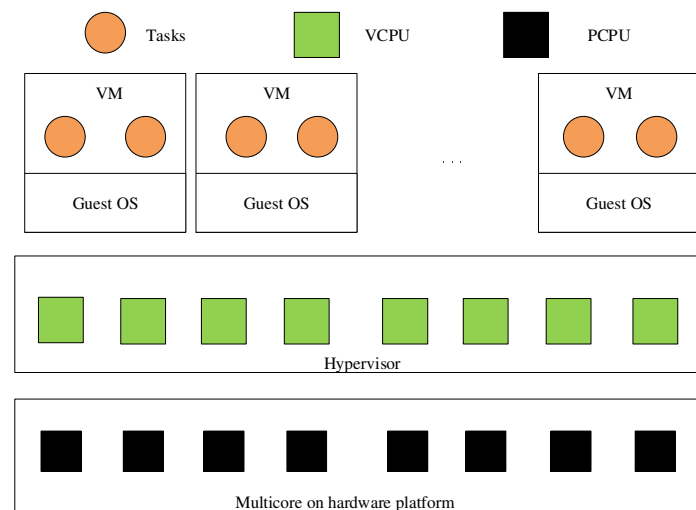 Tasks VCPU PCPU
VM VM VM
. . .
Guest OS Guest OS Guest OS
Hypervisor
Multicore on hardware platform